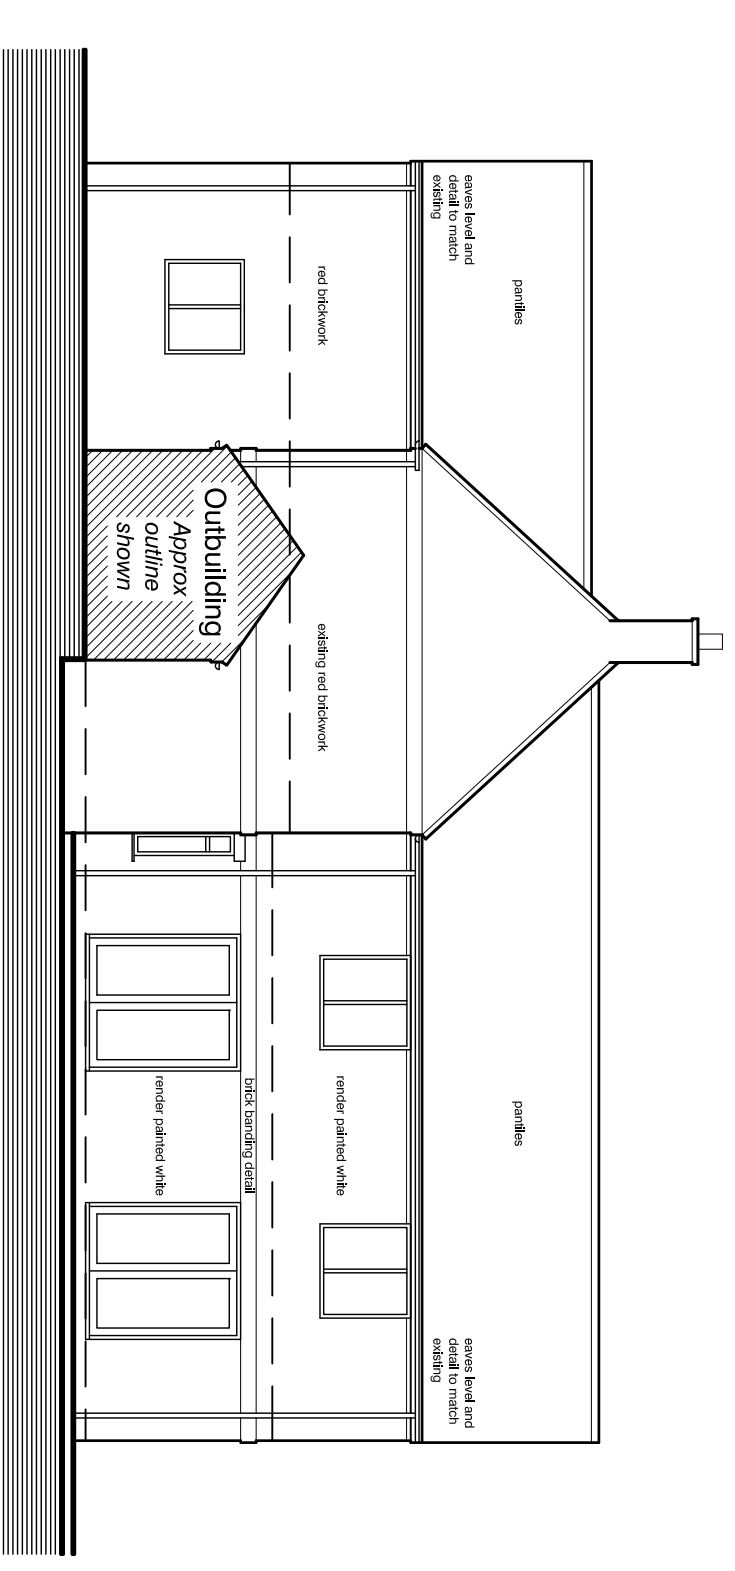 eaves level and
detail to match
existing
pantiles
red brickwork
Outbuilding
Approx
outline
shown
existing red brickwork
pantiles
render painted white
brick banding detail
render painted white
eaves level and
detail to match
existing